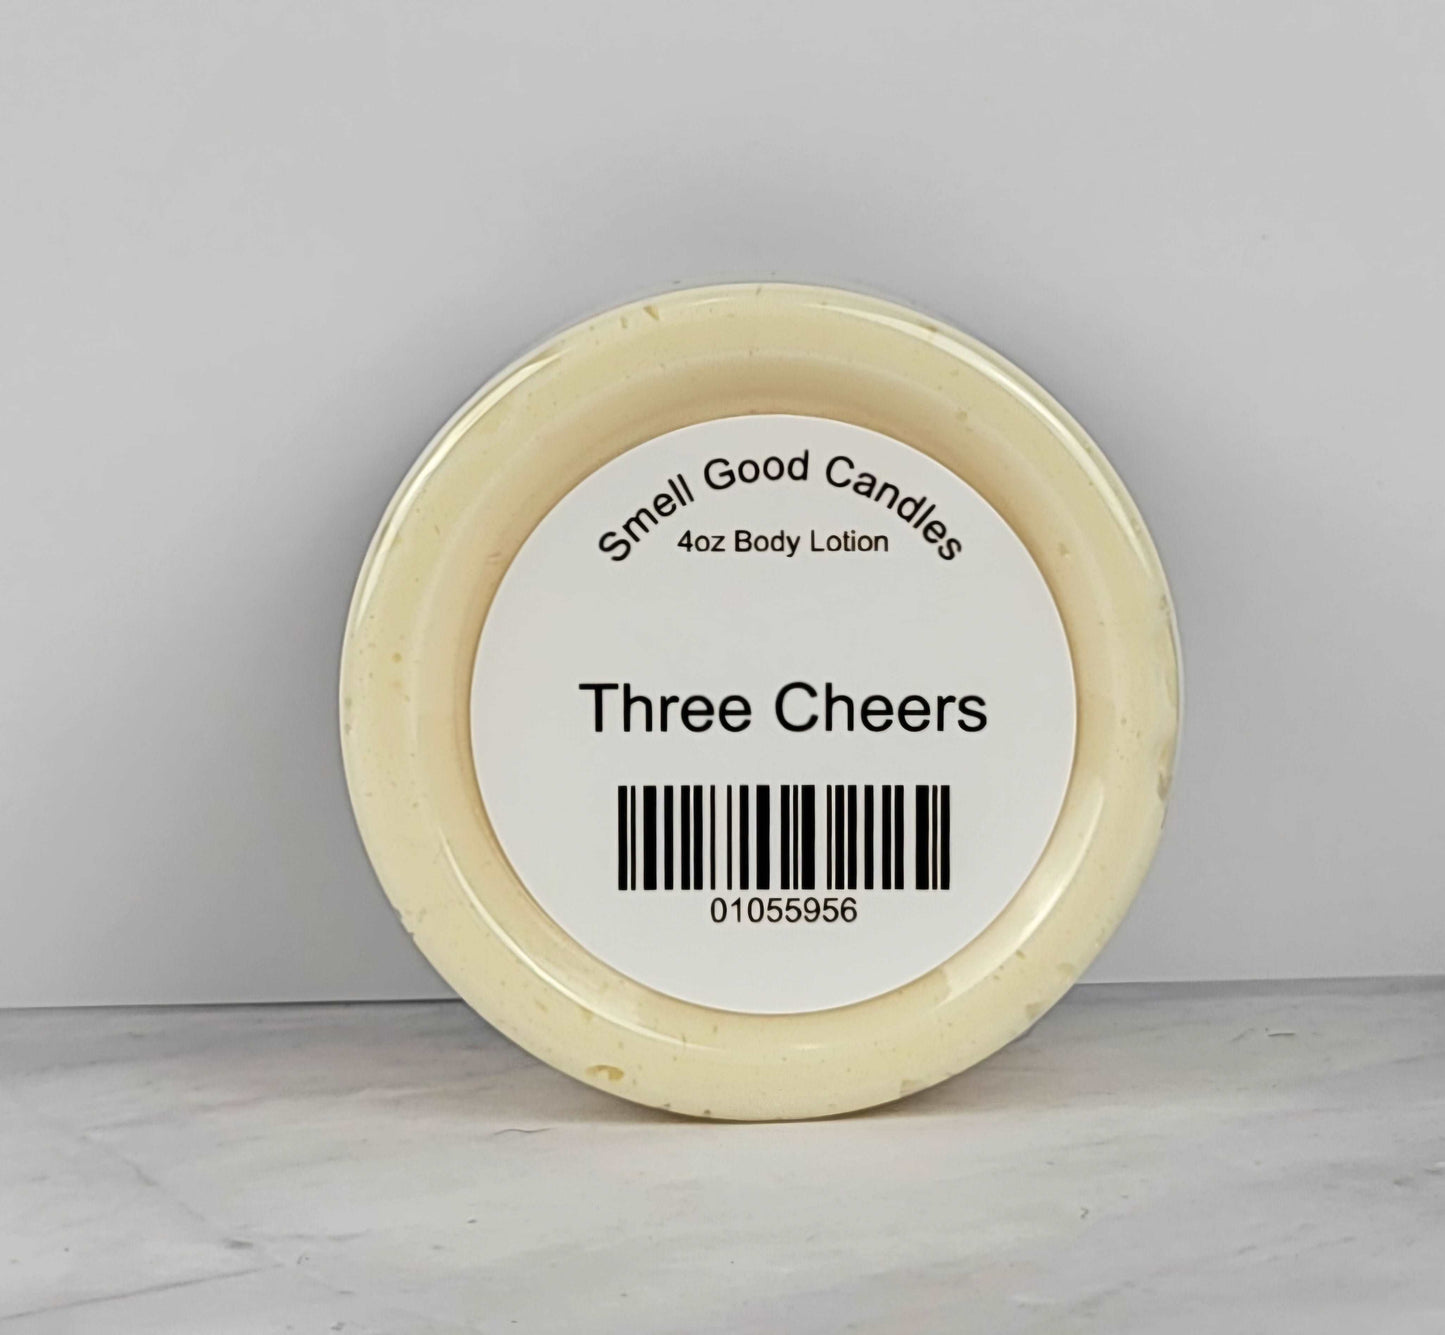 Smell Good Candles
4oz Body Lotion
Three Cheers
01055956